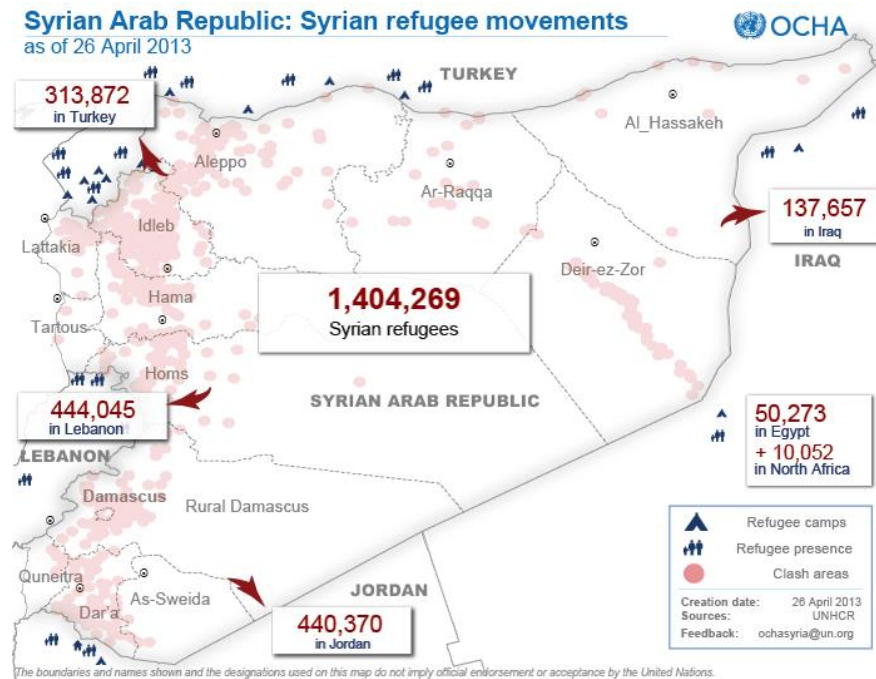 Syrian Arab Republic: Syrian refugee movements
as of 26 April 2013
OCHA
TURKEY
313,872
in Turkey
Al_Hassakeh
Aleppo
Ar-Raqqa
137,657
in Iraq
IRAQ
Idleb
Lattakia
Deir-ez-Zor
Hama
1,404,269
Syrian refugees
Tartous
Homs
SYRIAN ARAB REPUBLIC
444,045
in Lebanon
LEBANON
50,273
in Egypt
+ 10,052
in North Africa
Damascus
Rural Damascus
Refugee camps
Refugee presence
Clash areas
Quneitra
As-Sweida
Dar'a
JORDAN
440,370
in Jordan
Creation date: 26 April 2013
Sources: UNHCR
Feedback: ochasyria@un.org
The boundaries and names shown and the designations used on this map do not imply official endorsement or acceptance by the United Nations.